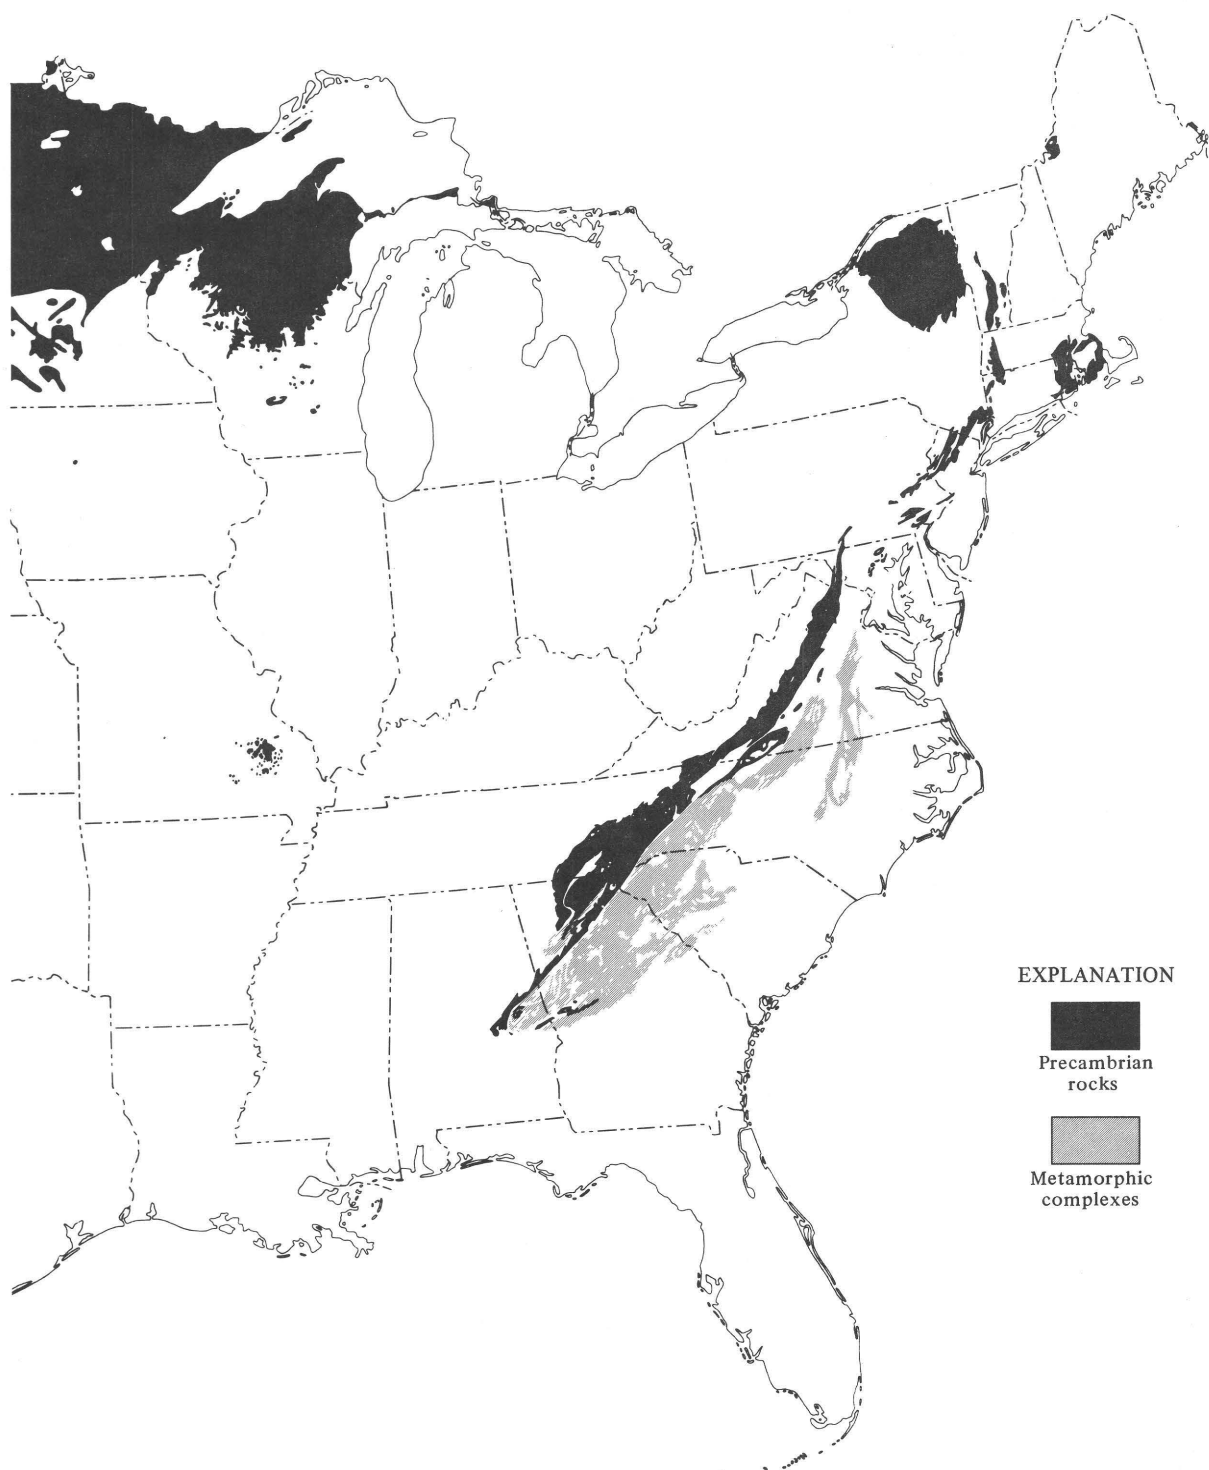 EXPLANATION
Precambrian
rocks
Metamorphic
complexes